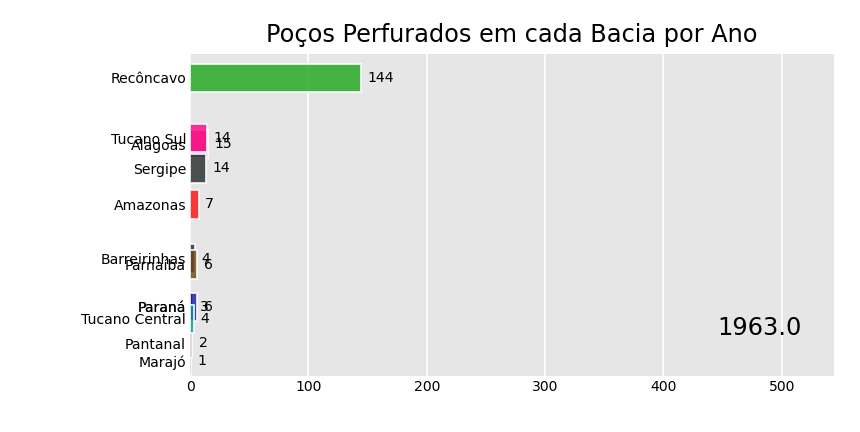 Poços Perfurados em cada Bacia por Ano
Recôncavo 144
Tucano Sul 14
Alagoas 15
Sergipe 14
Amazonas 7
Barreirinhas 4
Parnaíba 6
Paraná 3 6
Tucano Central 4
Pantanal 2
Marajó 1
1963.0
0 100 200 300 400 500